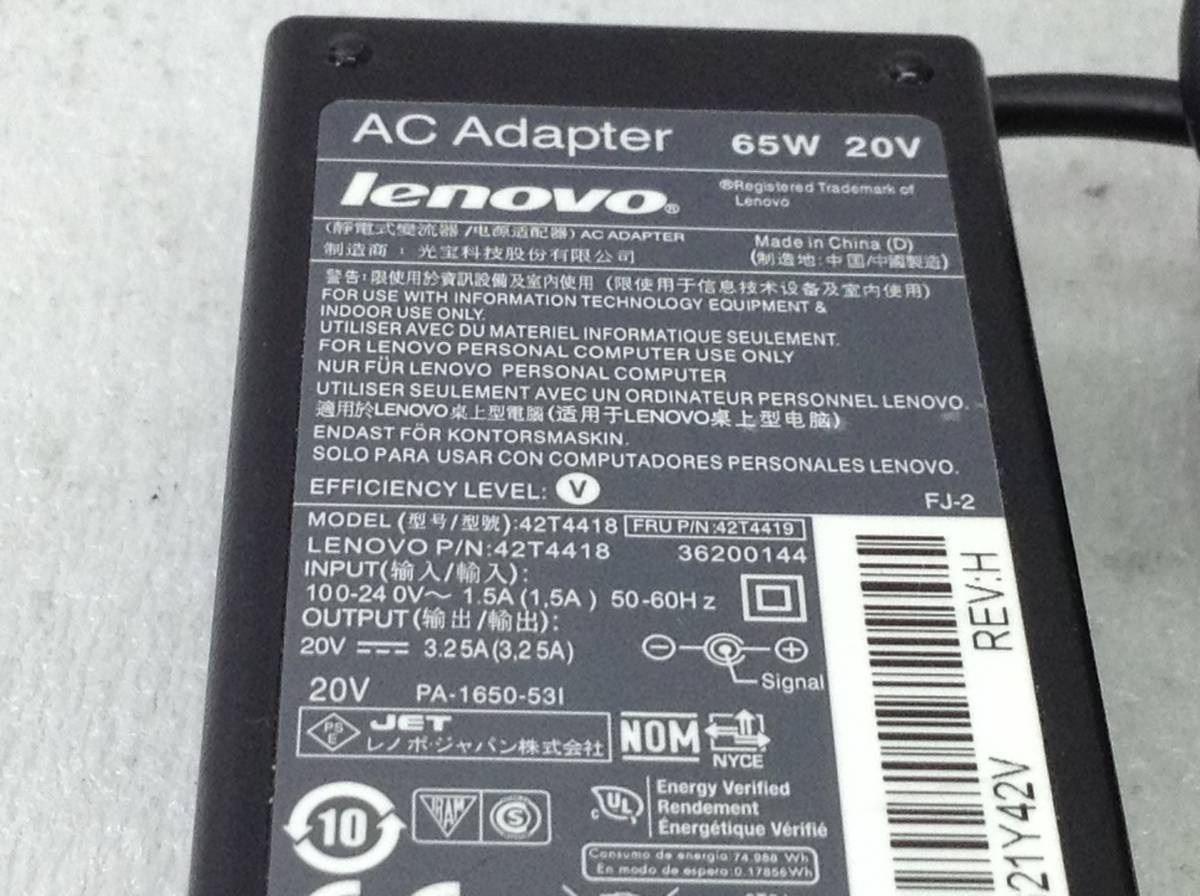 AC Adapter 65W 20V
lenovo® ®Registered Trademark of
Lenovo
(靜電式變流器/电源适配器) AC ADAPTER Made in China (D)
制造商：光宝科技股份有限公司 (制造地:中国/中國製造)
警告:限使用於資訊設備及室內使用 (限使用于信息技术设备及室内使用)
FOR USE WITH INFORMATION TECHNOLOGY EQUIPMENT &
INDOOR USE ONLY.
UTILISER AVEC DU MATERIEL INFORMATIQUE SEULEMENT.
FOR LENOVO PERSONAL COMPUTER USE ONLY
NUR FÜR LENOVO PERSONAL COMPUTER
UTILISER SEULEMENT AVEC UN ORDINATEUR PERSONNEL LENOVO.
適用於LENOVO桌上型電腦(适用于LENOVO桌上型电脑)
ENDAST FÖR KONTORSMASKIN.
SOLO PARA USAR CON COMPUTADORES PERSONALES LENOVO.
EFFICIENCY LEVEL: V FJ-2
MODEL (型号/型號):42T4418 FRU P/N:42T4419
LENOVO P/N:42T4418 36200144
INPUT(输入/輸入):
100-240V～ 1.5A (1,5A) 50-60Hz
OUTPUT(输出/輸出):
20V 3.25A(3,25A)
Signal
20V PA-1650-53I
PS E JET
レノボ・ジャパン株式会社
NOM NYCE
10 RAM S
c UL Energy Verified
Rendement
Énergétique Vérifié
Consumo de energia 74.988 Wh
En modo de espera:0.17856Wh
REV:H
21Y42V